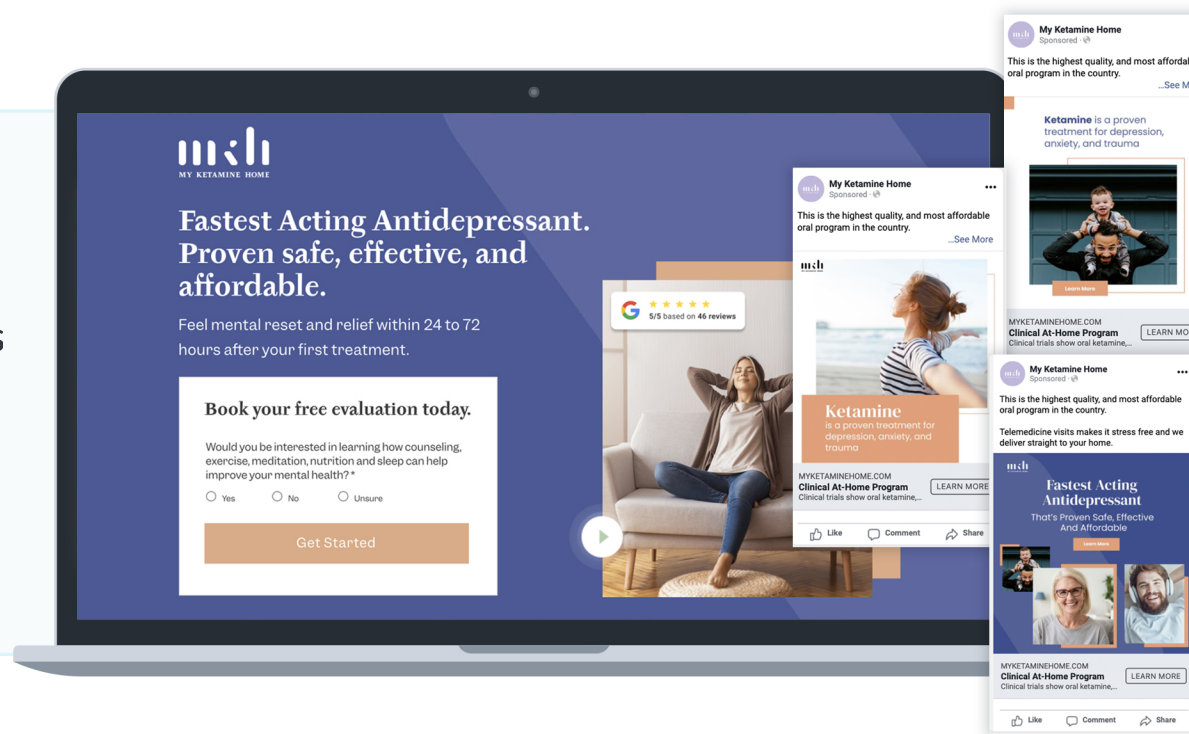 mkh
MY KETAMINE HOME
Fastest Acting Antidepressant.
Proven safe, effective, and
affordable.
Feel mental reset and relief within 24 to 72
hours after your first treatment.
Book your free evaluation today.
Would you be interested in learning how counseling,
exercise, meditation, nutrition and sleep can help
improve your mental health? *
Yes
No
Unsure
Get Started
G
5/5 based on 46 reviews
mkh
My Ketamine Home
Sponsored ·
This is the highest quality, and most affordable
oral program in the country.
...See More
mkh
Ketamine
is a proven treatment for
depression, anxiety, and
trauma
MYKETAMINEHOME.COM
Clinical At-Home Program
Clinical trials show oral ketamine,...
LEARN MORE
Like
Comment
Share
mkh
My Ketamine Home
Sponsored ·
This is the highest quality, and most affordab
oral program in the country.
...See M
Ketamine is a proven
treatment for depression,
anxiety, and trauma
Learn More
MYKETAMINEHOME.COM
Clinical At-Home Program
Clinical trials show oral ketamine,...
LEARN MO
mkh
My Ketamine Home
Sponsored ·
This is the highest quality, and most affordable
oral program in the country.
Telemedicine visits makes it stress free and we
deliver straight to your home.
mkh
Fastest Acting
Antidepressant
That's Proven Safe, Effective
And Affordable
Learn More
MYKETAMINEHOME.COM
Clinical At-Home Program
Clinical trials show oral ketamine,...
LEARN MORE
Like
Comment
Share